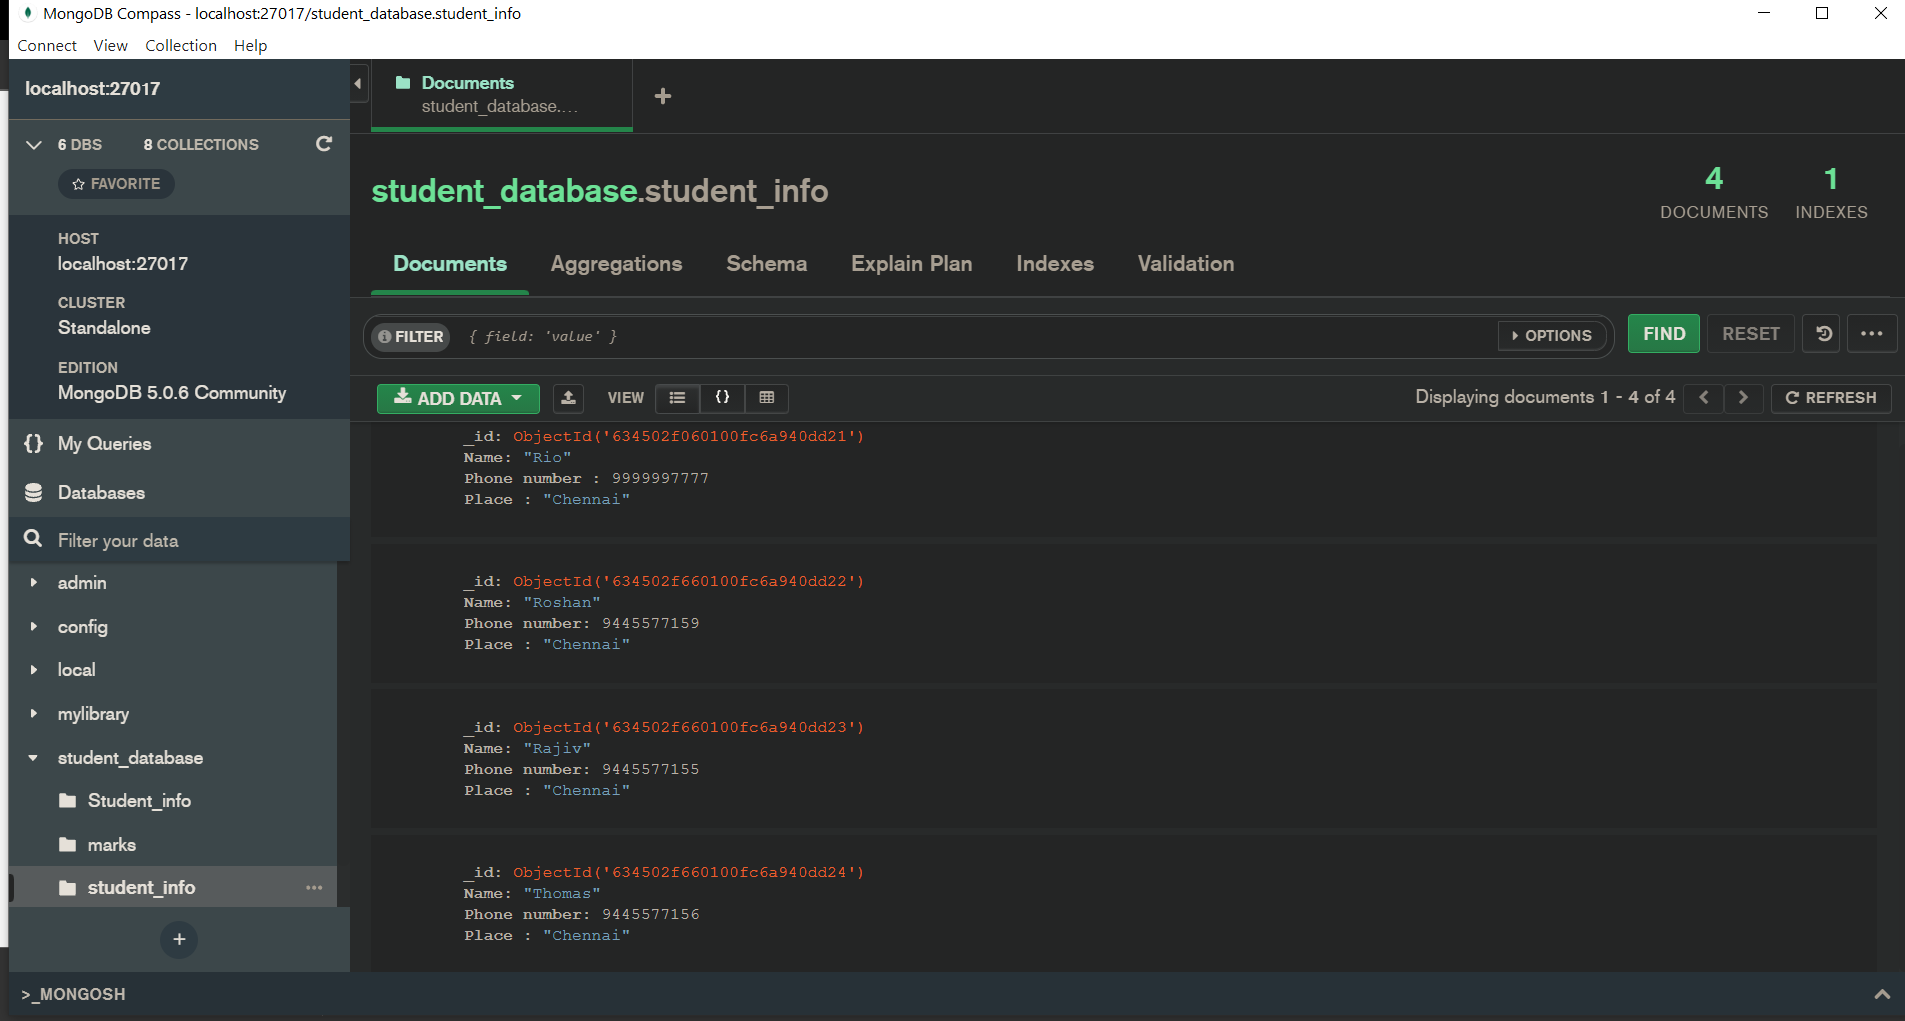 MongoDB Compass - localhost:27017/student_database.student_info
Connect View Collection Help
localhost:27017
6 DBS 8 COLLECTIONS
FAVORITE
HOST
localhost:27017
CLUSTER
Standalone
EDITION
MongoDB 5.0.6 Community
{} My Queries
Databases
Filter your data
admin
config
local
mylibrary
student_database
Student_info
marks
student_info
+
Documents
student_database....
+
student_database.student_info
4
DOCUMENTS
1
INDEXES
Documents Aggregations Schema Explain Plan Indexes Validation
FILTER { field: 'value' } OPTIONS FIND RESET
ADD DATA VIEW {} Displaying documents 1 - 4 of 4 REFRESH
_id: ObjectId('634502f060100fc6a940dd21')
Name: "Rio"
Phone number : 9999997777
Place : "Chennai"
_id: ObjectId('634502f660100fc6a940dd22')
Name: "Roshan"
Phone number: 9445577159
Place : "Chennai"
_id: ObjectId('634502f660100fc6a940dd23')
Name: "Rajiv"
Phone number: 9445577155
Place : "Chennai"
_id: ObjectId('634502f660100fc6a940dd24')
Name: "Thomas"
Phone number: 9445577156
Place : "Chennai"
>_MONGOSH